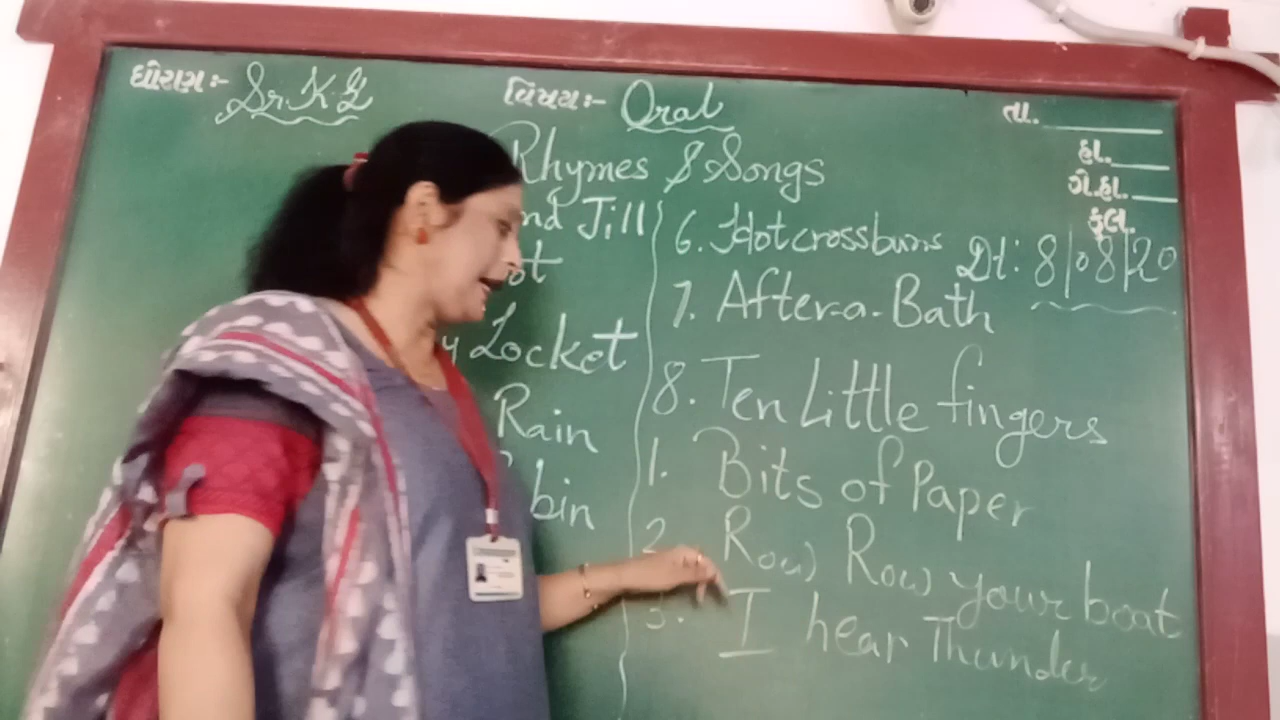 ધોરણ:- Sr. K.G વિષય:- Oral તા.
હા.
ગે.હા.
કુલ.
Dt: 8/08/20
Rhymes & Songs
nd Jill
ot
y Locket
Rain
bin
6. Hot cross buns
7. After-a-Bath
8. Ten Little fingers
1. Bits of Paper
2. Row Row your boat
3. I hear Thunder